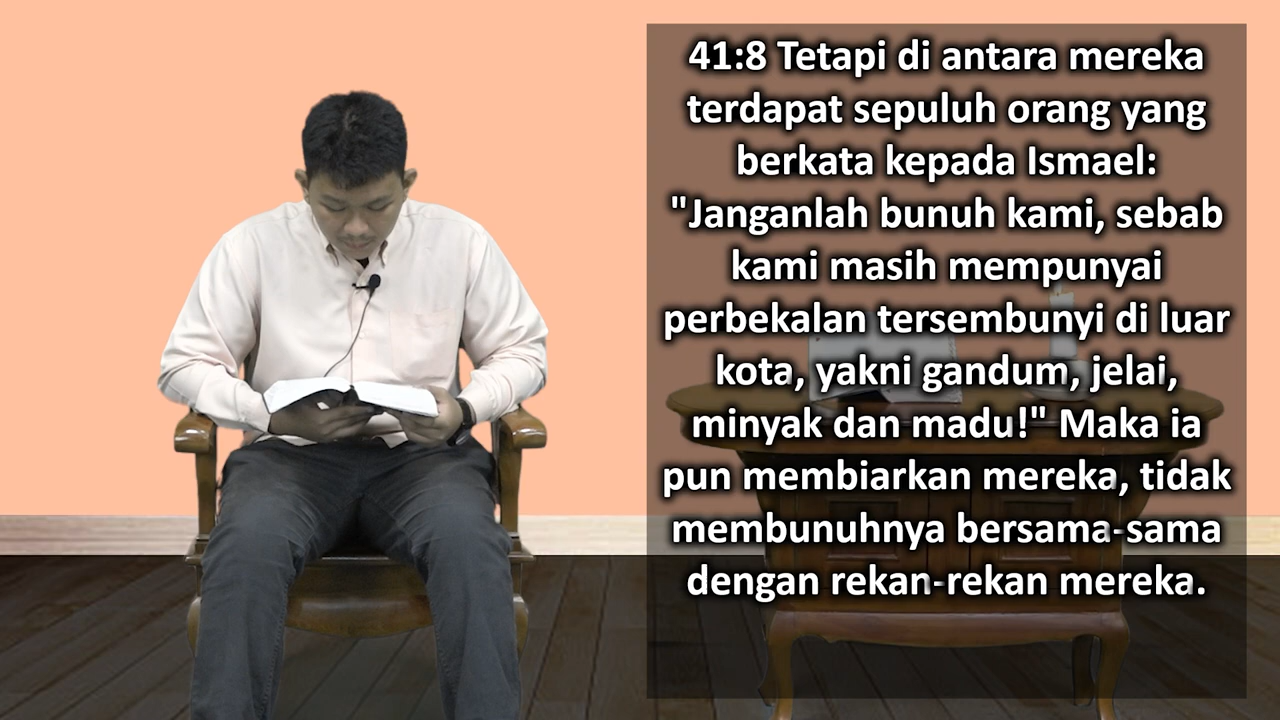 41:8 Tetapi di antara mereka
terdapat sepuluh orang yang
berkata kepada Ismael:
"Janganlah bunuh kami, sebab
kami masih mempunyai
perbekalan tersembunyi di luar
kota, yakni gandum, jelai,
minyak dan madu!" Maka ia
pun membiarkan mereka, tidak
membunuhnya bersama-sama
dengan rekan-rekan mereka.